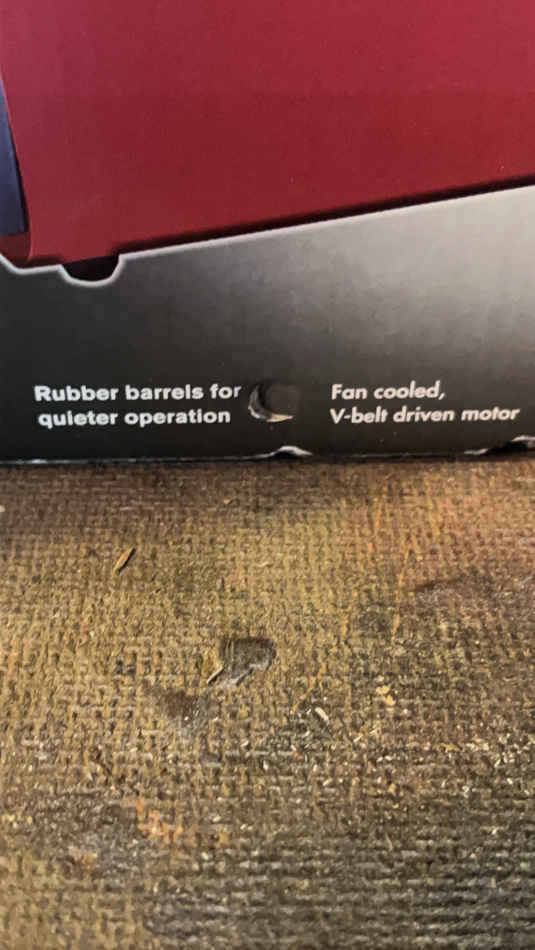 Rubber barrels for
quieter operation
Fan cooled,
V-belt driven motor